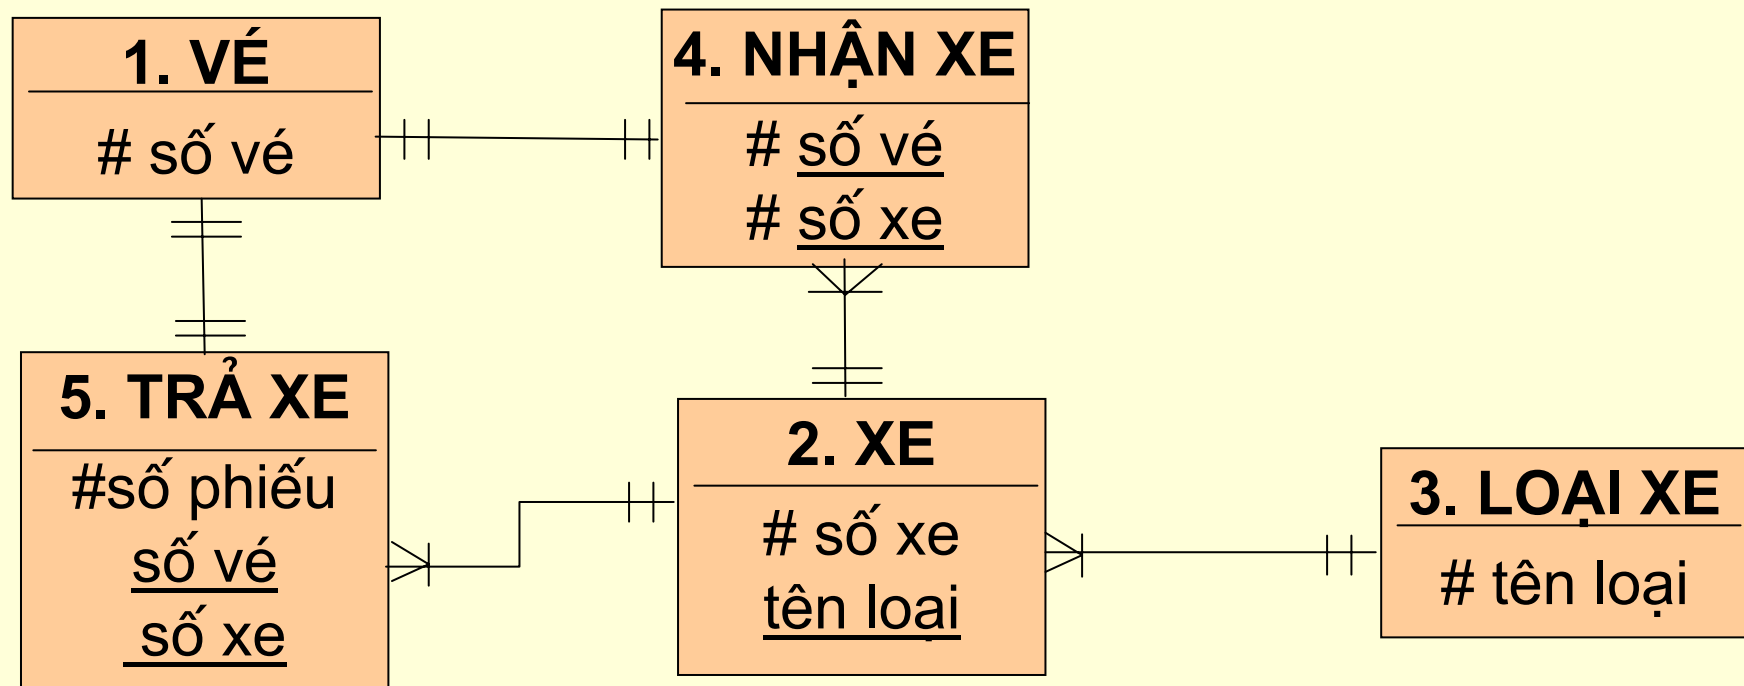 1. VÉ
# số vé
4. NHẬN XE
# số vé
# số xe
5. TRẢ XE
#số phiếu
số vé
số xe
2. XE
# số xe
tên loại
3. LOẠI XE
# tên loại